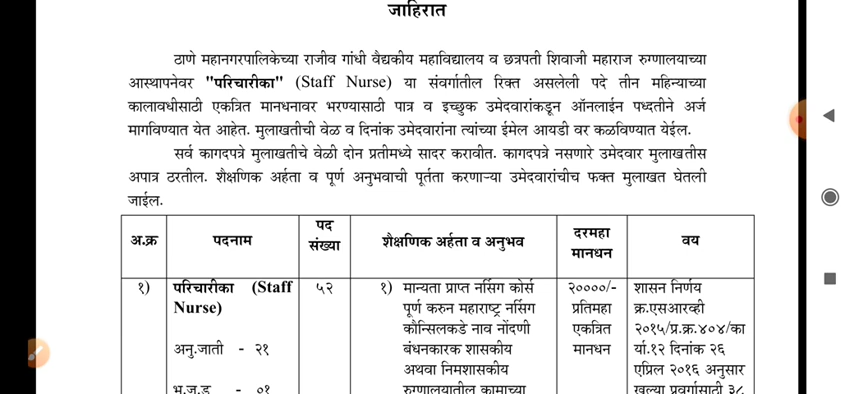 जाहिरात
ठाणे महानगरपालिकेच्या राजीव गांधी वैद्यकीय महाविद्यालय व छत्रपती शिवाजी महाराज रुग्णालयाच्या
आस्थापनेवर "परिचारीका" (Staff Nurse) या संवर्गातील रिक्त असलेली पदे तीन महिन्याच्या
कालावधीसाठी एकत्रित मानधनावर भरण्यासाठी पात्र व इच्छुक उमेदवारांकडून ऑनलाईन पध्दतीने अर्ज
मागविण्यात येत आहेत. मुलाखतीची वेळ व दिनांक उमेदवारांना त्यांच्या ईमेल आयडी वर कळविण्यात येईल.
सर्व कागदपत्रे मुलाखतीचे वेळी दोन प्रतीमध्ये सादर करावीत. कागदपत्रे नसणारे उमेदवार मुलाखतीस
अपात्र ठरतील. शैक्षणिक अर्हता व पूर्ण अनुभवाची पूर्तता करणाऱ्या उमेदवारांचीच फक्त मुलाखत घेतली
जाईल.
अ.क्र
पदनाम
पद
संख्या
शैक्षणिक अर्हता व अनुभव
दरमहा
मानधन
वय
१)
परिचारीका (Staff
Nurse)
अनु.जाती - २१
भ.ज.ड - ०१
५२
१) मान्यता प्राप्त नर्सिग कोर्स
पूर्ण करुन महाराष्ट्र नर्सिग
कौन्सिलकडे नाव नोंदणी
बंधनकारक शासकीय
अथवा निमशासकीय
रुग्णालयातील कामाच्या
२००००/-
प्रतिमहा
एकत्रित
मानधन
शासन निर्णय
क्र.एसआरव्ही
२०१५/प्र.क्र.४०४/का
र्या.१२ दिनांक २६
एप्रिल २०१६ अनुसार
खुल्या प्रवर्गासाठी ३८